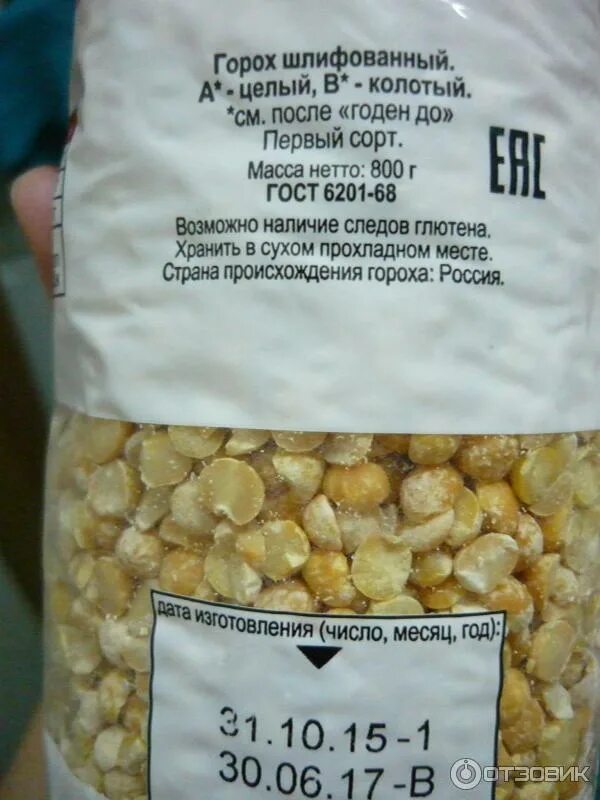 Горох шлифованный.
А* - целый, В* - колотый.
*см. после «годен до»
Первый сорт.
Масса нетто: 800 г
ГОСТ 6201-68
ЕАС
Возможно наличие следов глютена.
Хранить в сухом прохладном месте.
Страна происхождения гороха: Россия.
дата изготовления (число, месяц, год):
31.10.15-1
30.06.17-В
ОТЗОВИК